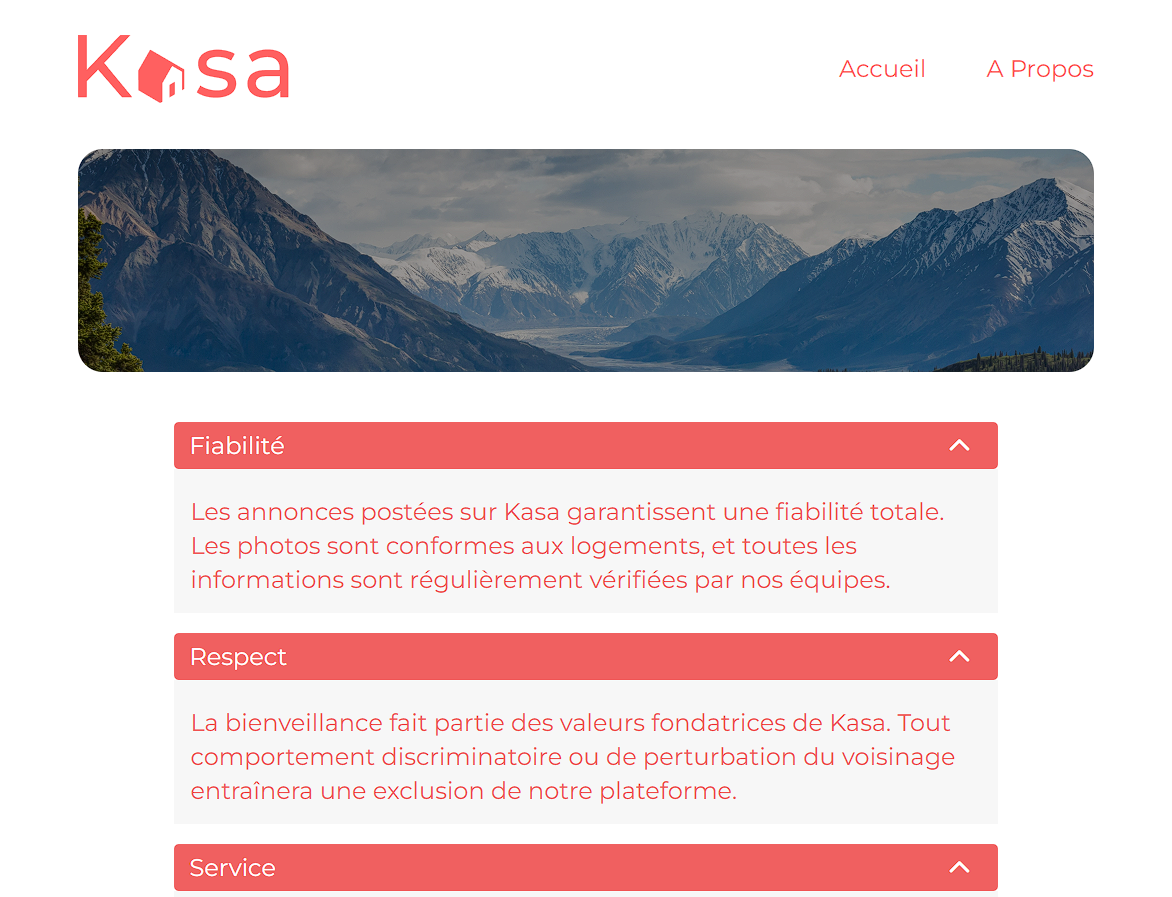 Kasa
Accueil
A Propos
Fiabilité
Les annonces postées sur Kasa garantissent une fiabilité totale.
Les photos sont conformes aux logements, et toutes les
informations sont régulièrement vérifiées par nos équipes.
Respect
La bienveillance fait partie des valeurs fondatrices de Kasa. Tout
comportement discriminatoire ou de perturbation du voisinage
entraînera une exclusion de notre plateforme.
Service